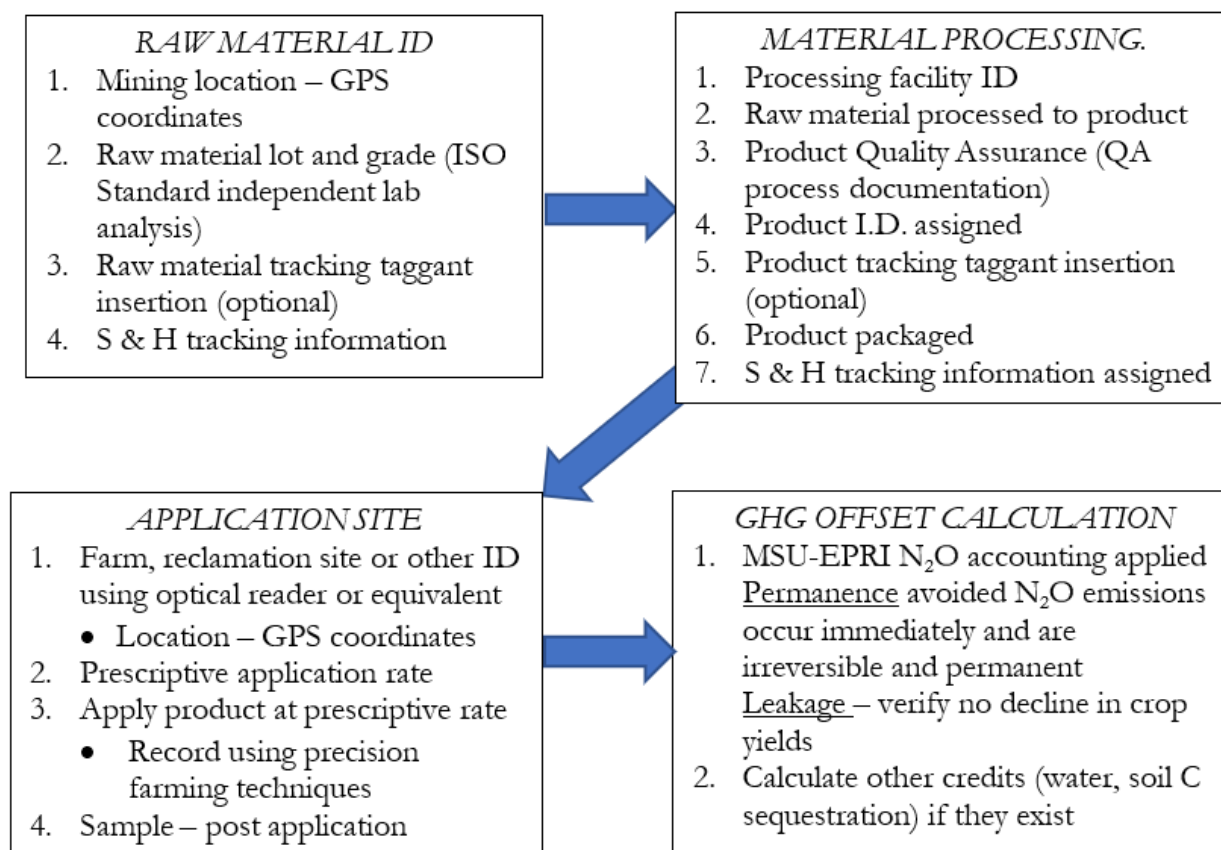 RAW MATERIAL ID
1. Mining location – GPS
coordinates
2. Raw material lot and grade (ISO
Standard independent lab
analysis)
3. Raw material tracking taggant
insertion (optional)
4. S & H tracking information
MATERIAL PROCESSING.
1. Processing facility ID
2. Raw material processed to product
3. Product Quality Assurance (QA
process documentation)
4. Product I.D. assigned
5. Product tracking taggant insertion
(optional)
6. Product packaged
7. S & H tracking information assigned
APPLICATION SITE
1. Farm, reclamation site or other ID
using optical reader or equivalent
• Location – GPS coordinates
2. Prescriptive application rate
3. Apply product at prescriptive rate
• Record using precision
farming techniques
4. Sample – post application
GHG OFFSET CALCULATION
1. MSU-EPRI N₂O accounting applied
Permanence avoided N₂O emissions
occur immediately and are
irreversible and permanent
Leakage – verify no decline in crop
yields
2. Calculate other credits (water, soil C
sequestration) if they exist